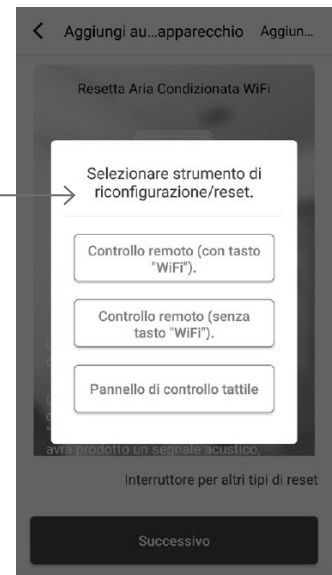 Aggiungi au...apparecchio Aggiun...
Resetta Aria Condizionata WiFi
Selezionare strumento di
riconfigurazione/reset.
Controllo remoto (con tasto
"WiFi").
Controllo remoto (senza
tasto "WiFi").
Pannello di controllo tattile
avrà prodotto un segnale acustico,
Interruttore per altri tipi di reset
Successivo